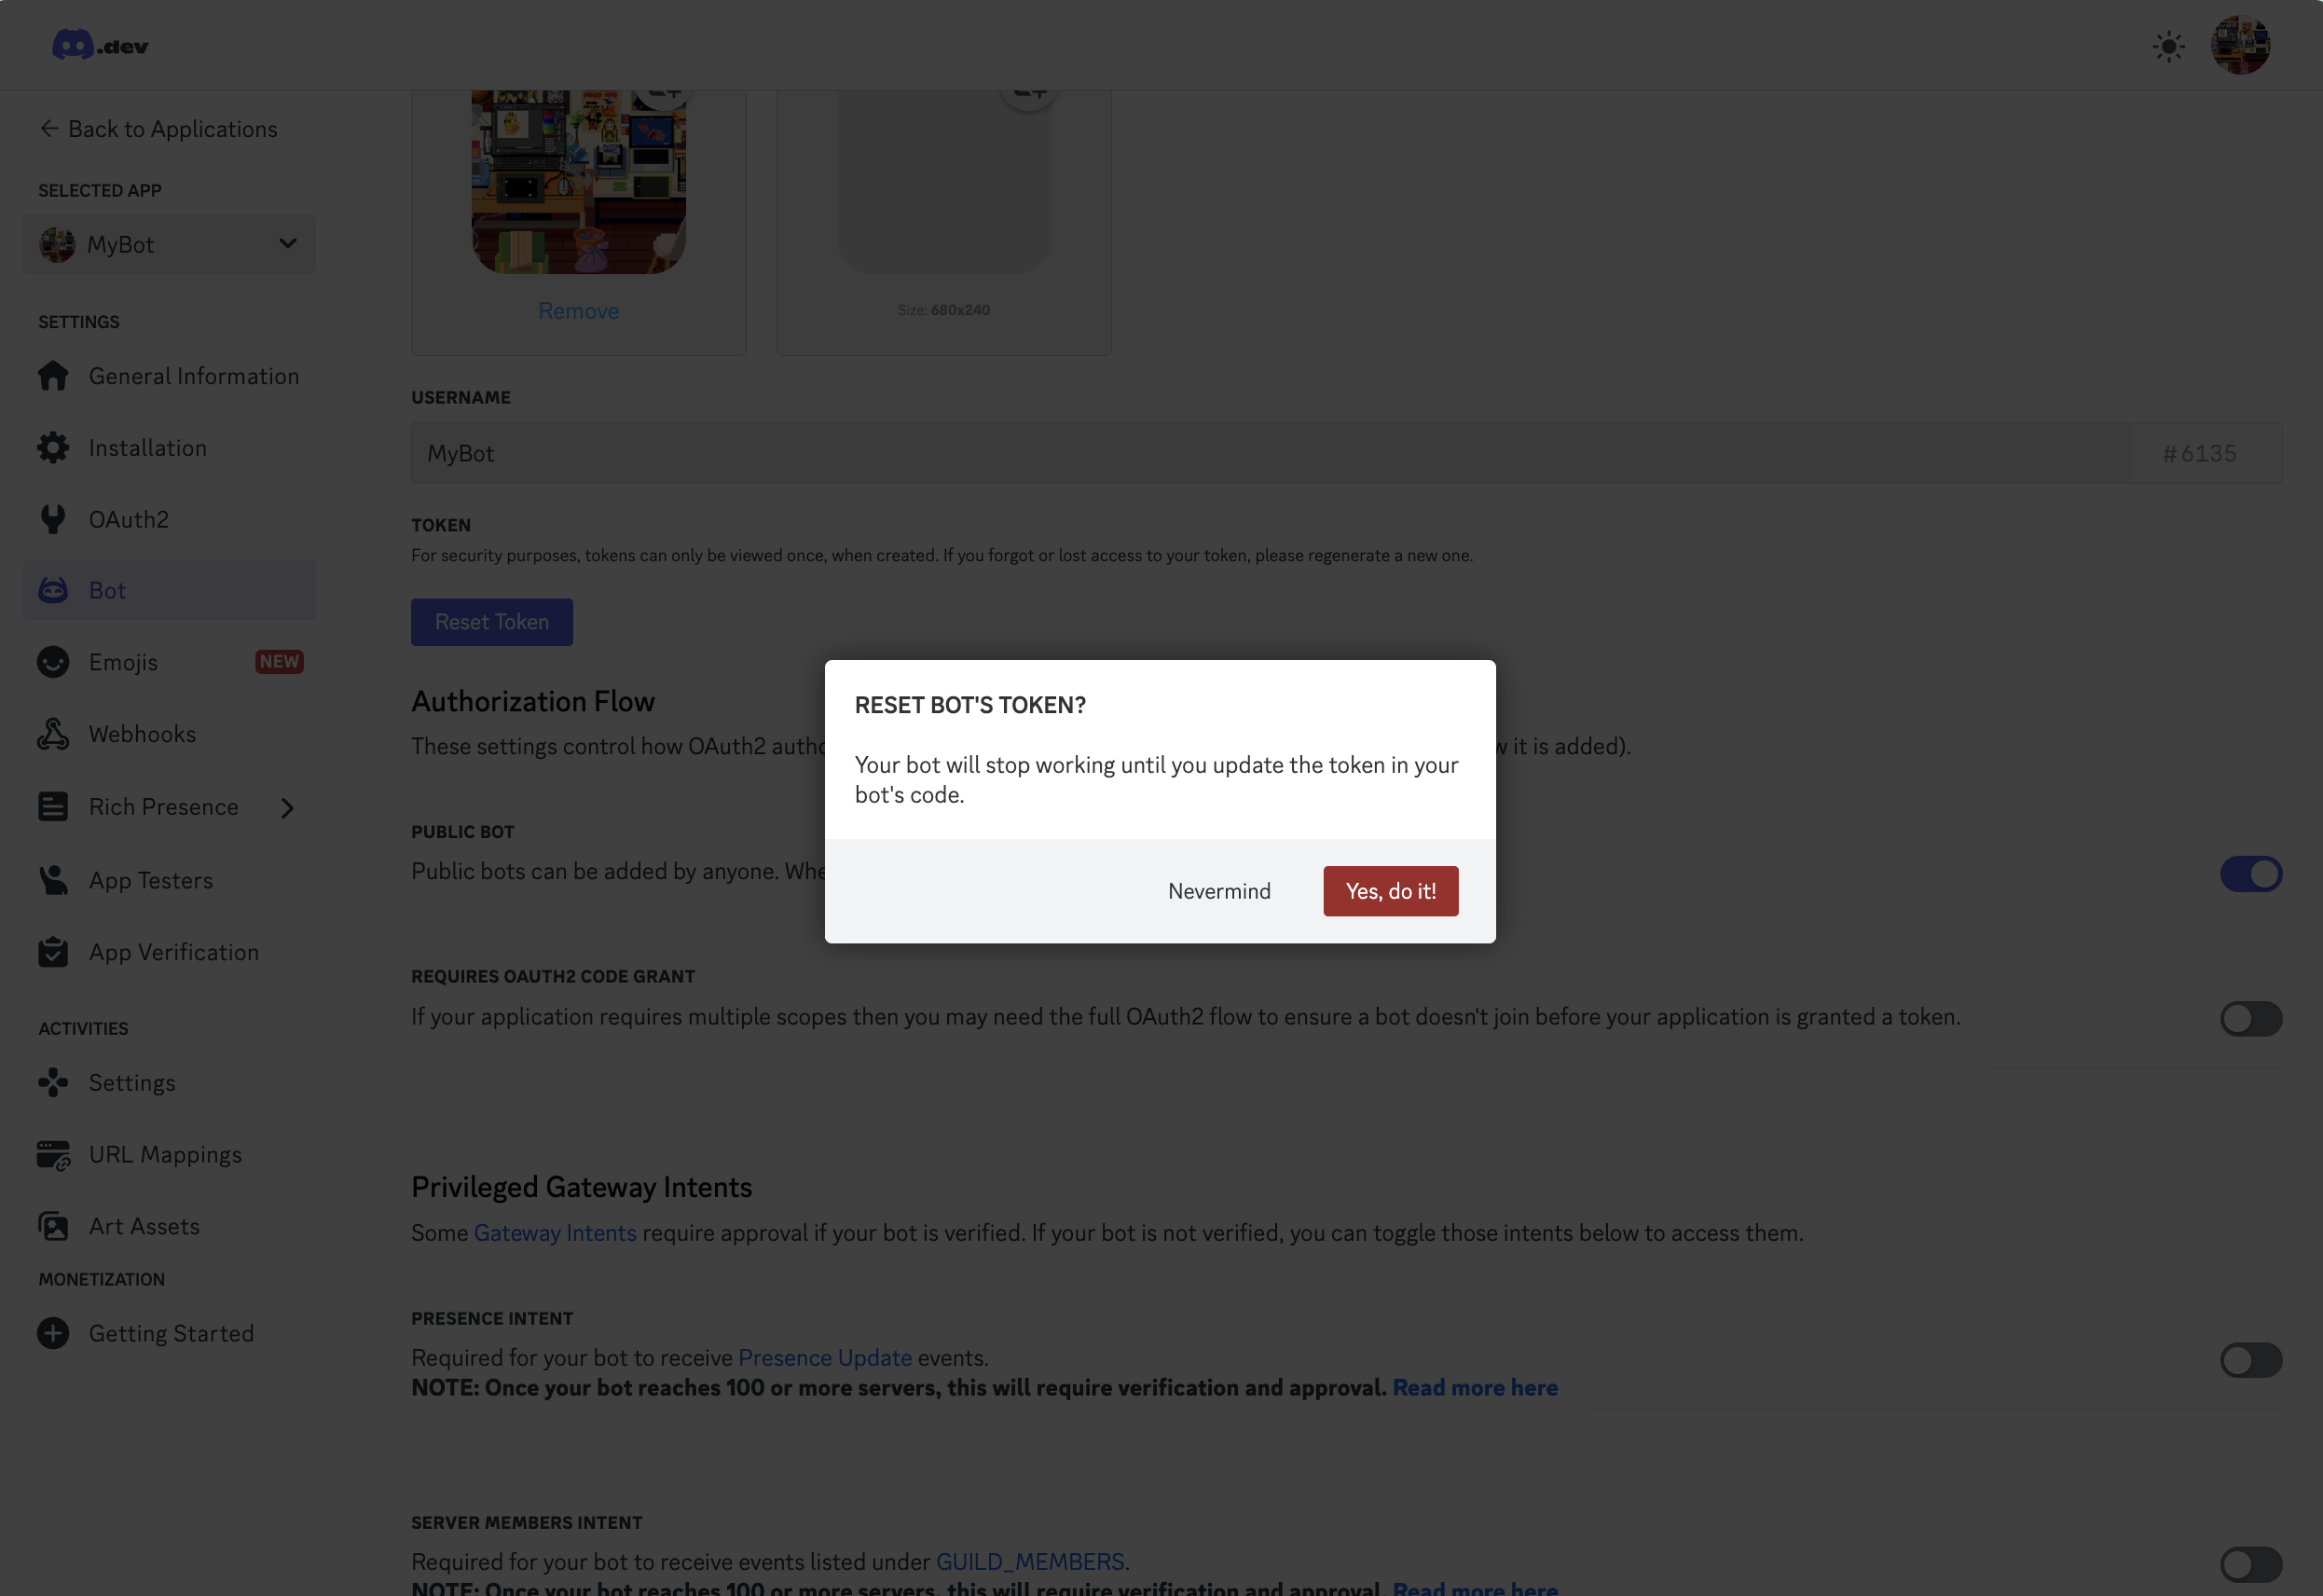 .dev
Back to Applications
SELECTED APP
MyBot
SETTINGS
General Information
Installation
OAuth2
Bot
Emojis
NEW
Webhooks
Rich Presence
App Testers
App Verification
ACTIVITIES
Settings
URL Mappings
Art Assets
MONETIZATION
Getting Started
Remove
Size: 680x240
USERNAME
MyBot
#6135
TOKEN
For security purposes, tokens can only be viewed once, when created. If you forgot or lost access to your token, please regenerate a new one.
Reset Token
Authorization Flow
These settings control how OAuth2
it is added).
PUBLIC BOT
Public bots can be added by anyone.
RESET BOT'S TOKEN?
Your bot will stop working until you update the token in your
bot's code.
Nevermind
Yes, do it!
REQUIRES OAUTH2 CODE GRANT
If your application requires multiple scopes then you may need the full OAuth2 flow to ensure a bot doesn't join before your application is granted a token.
Privileged Gateway Intents
Some Gateway Intents require approval if your bot is verified. If your bot is not verified, you can toggle those intents below to access them.
PRESENCE INTENT
Required for your bot to receive Presence Update events.
NOTE: Once your bot reaches 100 or more servers, this will require verification and approval. Read more here
SERVER MEMBERS INTENT
Required for your bot to receive events listed under GUILD_MEMBERS.
NOTE: Once your bot reaches 100 or more servers, this will require verification and approval. Read more here